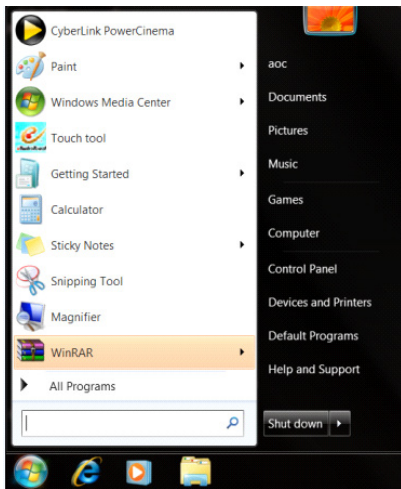 CyberLink PowerCinema
Paint
Windows Media Center
Touch tool
Getting Started
Calculator
Sticky Notes
Snipping Tool
Magnifier
WinRAR
All Programs
aoc
Documents
Pictures
Music
Games
Computer
Control Panel
Devices and Printers
Default Programs
Help and Support
Shut down